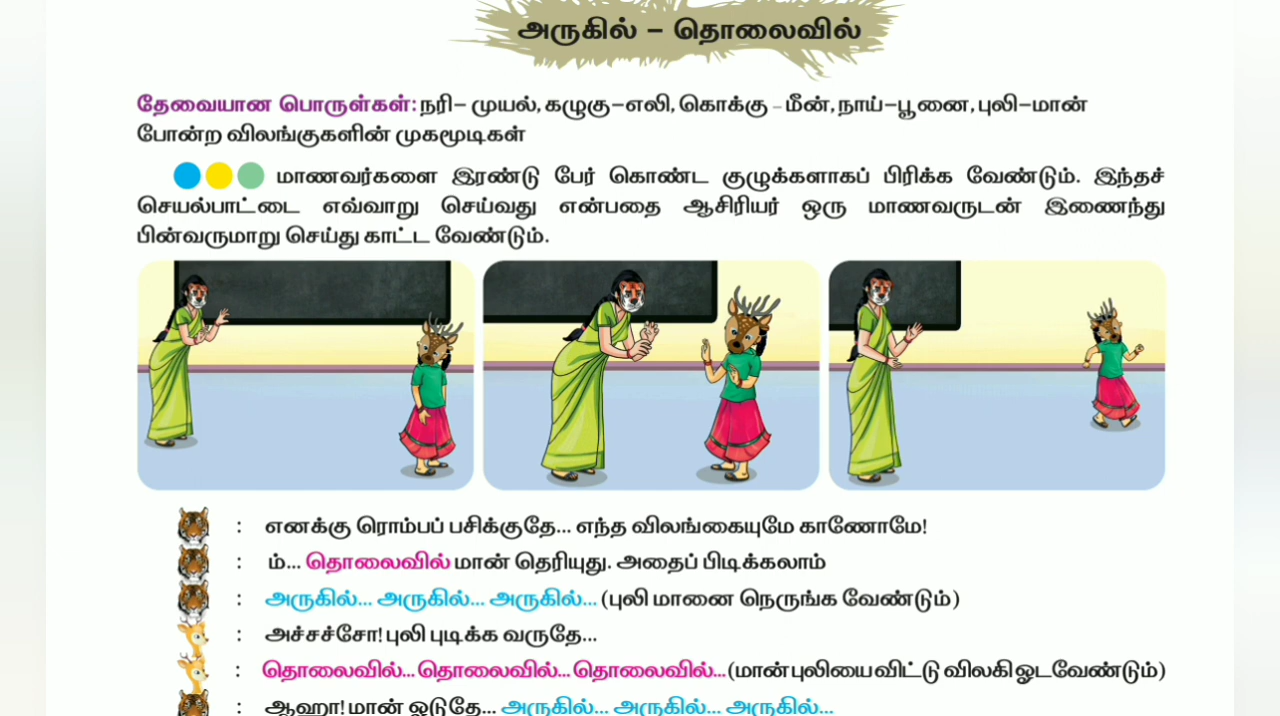 அருகில் – தொலைவில்
தேவையான பொருள்கள்: நரி– முயல், கழுகு–எலி, கொக்கு – மீன், நாய்–பூனை, புலி–மான்
போன்ற விலங்குகளின் முகமூடிகள்
மாணவர்களை இரண்டு பேர் கொண்ட குழுக்களாகப் பிரிக்க வேண்டும். இந்தச்
செயல்பாட்டை எவ்வாறு செய்வது என்பதை ஆசிரியர் ஒரு மாணவருடன் இணைந்து
பின்வருமாறு செய்து காட்ட வேண்டும்.
: எனக்கு ரொம்பப் பசிக்குதே... எந்த விலங்கையுமே காணோமே!
: ம்... தொலைவில் மான் தெரியுது. அதைப் பிடிக்கலாம்
: அருகில்... அருகில்... அருகில்... (புலி மானை நெருங்க வேண்டும்)
: அச்சச்சோ! புலி புடிக்க வருதே...
: தொலைவில்... தொலைவில்... தொலைவில்... (மான் புலியை விட்டு விலகி ஓடவேண்டும்)
: ஆஹா! மான் ஓடுதே... அருகில்... அருகில்... அருகில்...